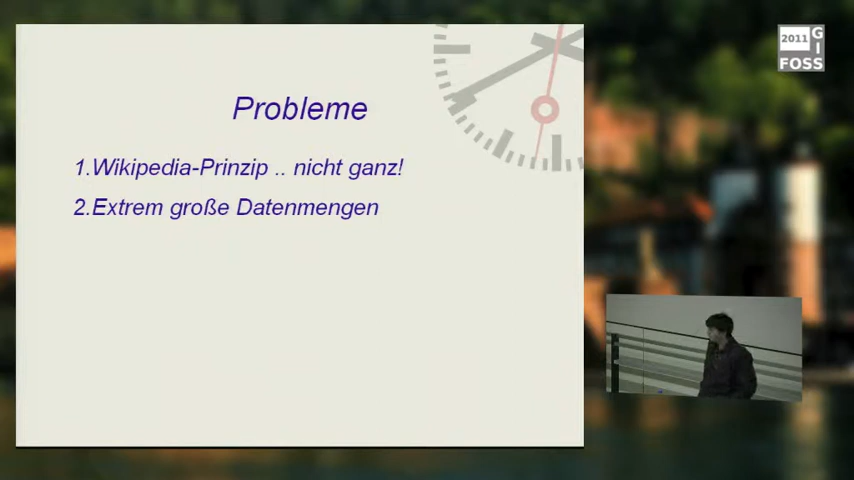 Probleme
1.Wikipedia-Prinzip .. nicht ganz!
2.Extrem große Datenmengen
2011
G
I
FOSS